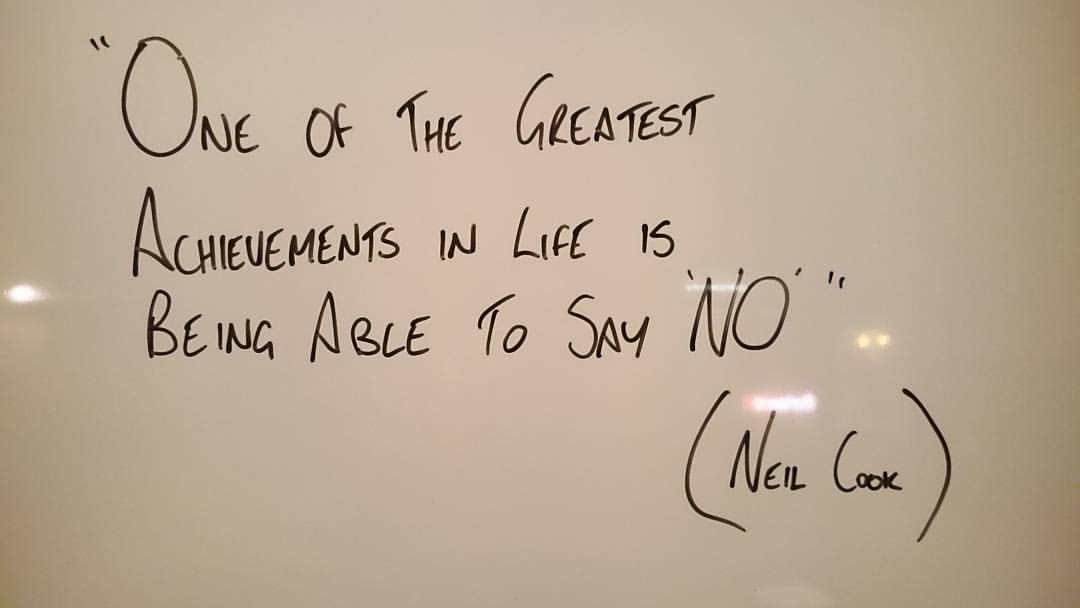 "ONE OF THE GREATEST
ACHIEVEMENTS IN LIFE IS
BEING ABLE TO SAY 'NO'"
(NEIL COOK)